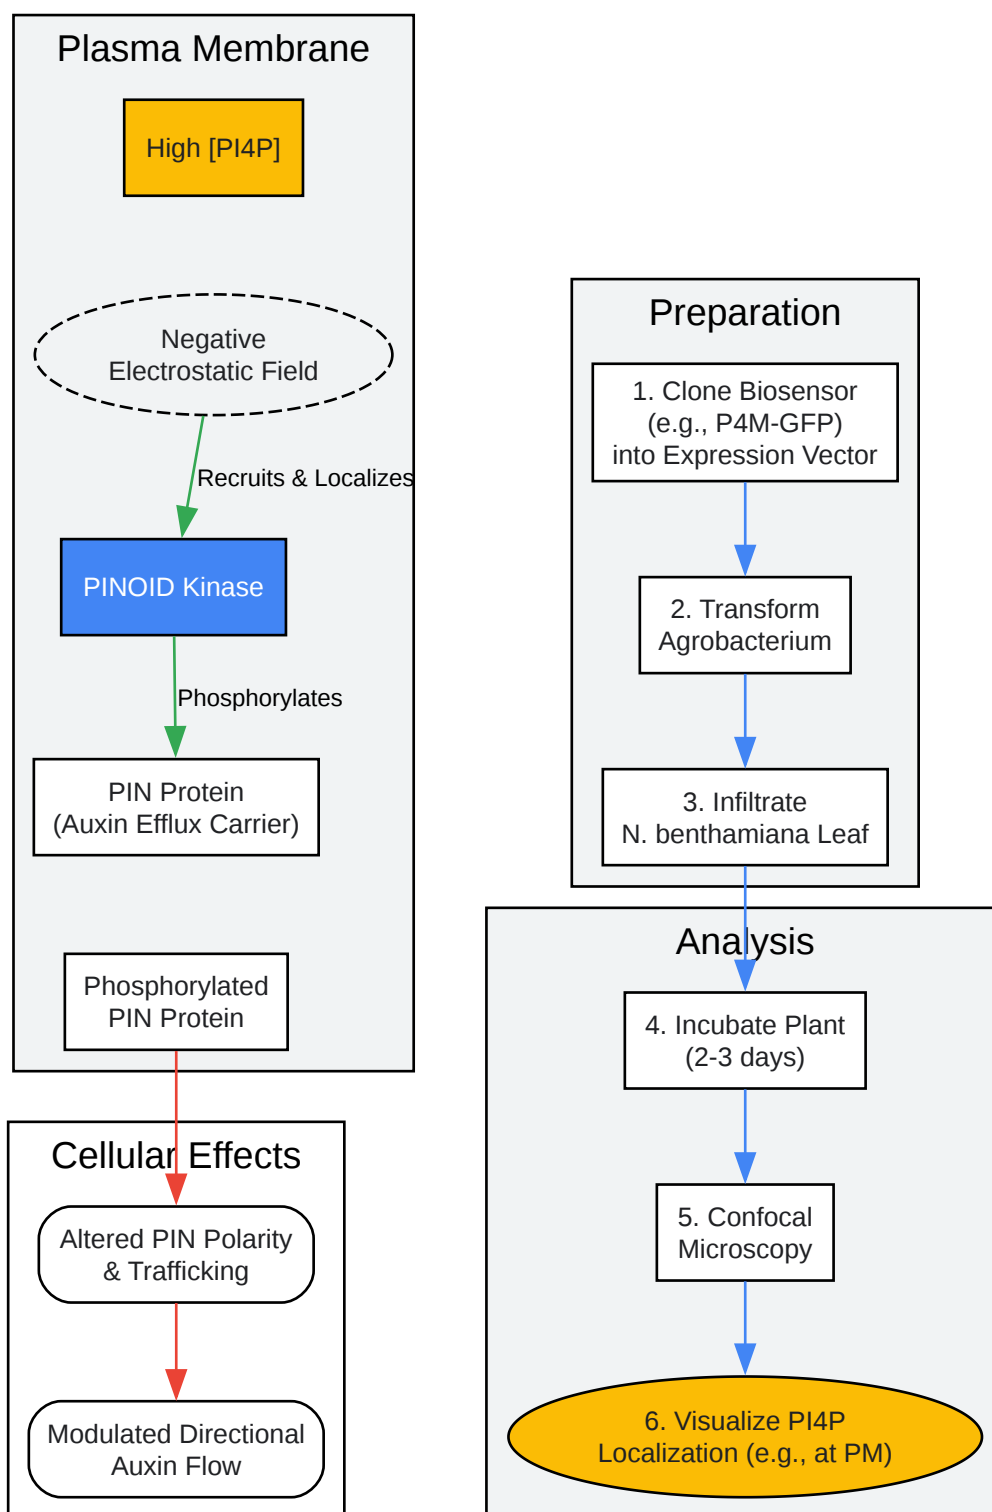 Plasma Membrane
High [PI4P]
Negative
Electrostatic Field
Recruits & Localizes
PINOID Kinase
Phosphorylates
PIN Protein
(Auxin Efflux Carrier)
Phosphorylated
PIN Protein
Cellular Effects
Altered PIN Polarity
& Trafficking
Modulated Directional
Auxin Flow
Preparation
1. Clone Biosensor
(e.g., P4M-GFP)
into Expression Vector
2. Transform
Agrobacterium
3. Infiltrate
N. benthamiana Leaf
Analysis
4. Incubate Plant
(2-3 days)
5. Confocal
Microscopy
6. Visualize PI4P
Localization (e.g., at PM)